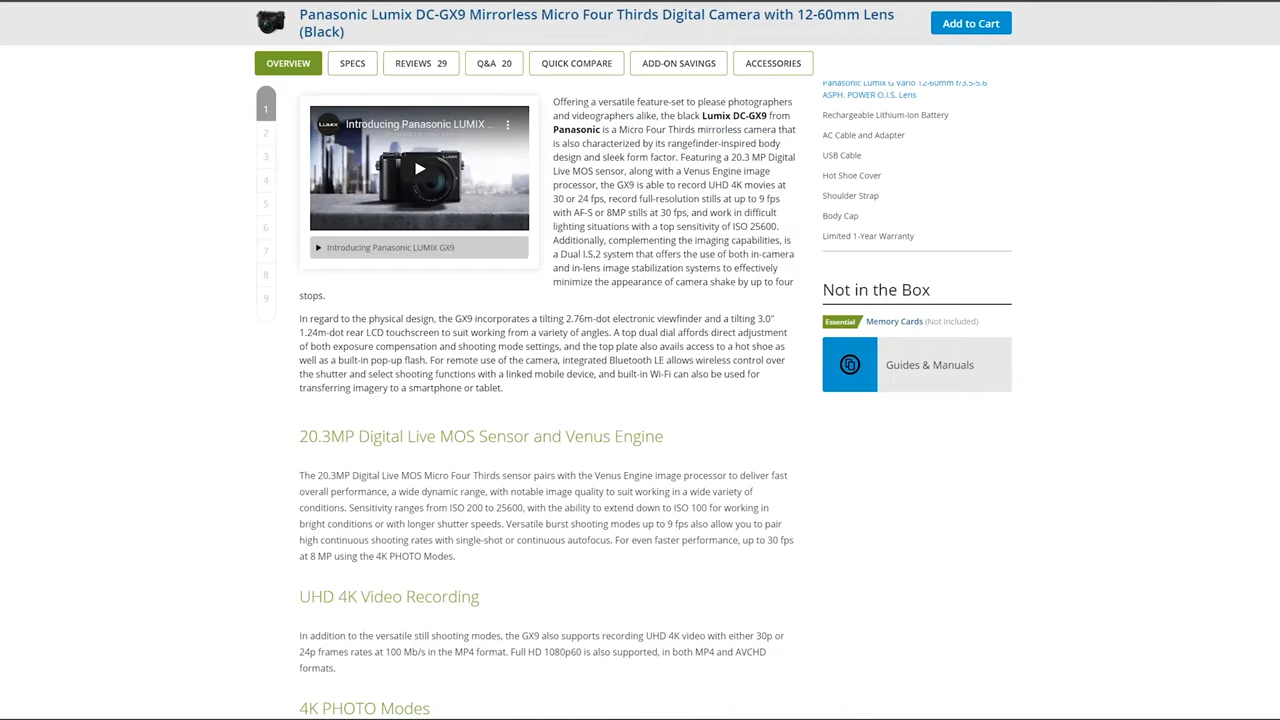 Panasonic Lumix DC-GX9 Mirrorless Micro Four Thirds Digital Camera with 12-60mm Lens
(Black)
Add to Cart
OVERVIEW
SPECS
REVIEWS 29
Q&A 20
QUICK COMPARE
ADD-ON SAVINGS
ACCESSORIES
1
2
3
4
5
6
7
8
9
LUMIX
Introducing Panasonic LUMIX ...
LUMIX
Introducing Panasonic LUMIX GX9
Offering a versatile feature-set to please photographers
and videographers alike, the black Lumix DC-GX9 from
Panasonic is a Micro Four Thirds mirrorless camera that
is also characterized by its rangefinder-inspired body
design and sleek form factor. Featuring a 20.3 MP Digital
Live MOS sensor, along with a Venus Engine image
processor, the GX9 is able to record UHD 4K movies at
30 or 24 fps, record full-resolution stills at up to 9 fps
with AF-S or 8MP stills at 30 fps, and work in difficult
lighting situations with a top sensitivity of ISO 25600.
Additionally, complementing the imaging capabilities, is
a Dual I.S.2 system that offers the use of both in-camera
and in-lens image stabilization systems to effectively
minimize the appearance of camera shake by up to four
stops.
In regard to the physical design, the GX9 incorporates a tilting 2.76m-dot electronic viewfinder and a tilting 3.0"
1.24m-dot rear LCD touchscreen to suit working from a variety of angles. A top dual dial affords direct adjustment
of both exposure compensation and shooting mode settings, and the top plate also avails access to a hot shoe as
well as a built-in pop-up flash. For remote use of the camera, integrated Bluetooth LE allows wireless control over
the shutter and select shooting functions with a linked mobile device, and built-in Wi-Fi can also be used for
transferring imagery to a smartphone or tablet.
20.3MP Digital Live MOS Sensor and Venus Engine
The 20.3MP Digital Live MOS Micro Four Thirds sensor pairs with the Venus Engine image processor to deliver fast
overall performance, a wide dynamic range, with notable image quality to suit working in a wide variety of
conditions. Sensitivity ranges from ISO 200 to 25600, with the ability to extend down to ISO 100 for working in
bright conditions or with longer shutter speeds. Versatile burst shooting modes up to 9 fps also allow you to pair
high continuous shooting rates with single-shot or continuous autofocus. For even faster performance, up to 30 fps
at 8 MP using the 4K PHOTO Modes.
UHD 4K Video Recording
In addition to the versatile still shooting modes, the GX9 also supports recording UHD 4K video with either 30p or
24p frames rates at 100 Mb/s in the MP4 format. Full HD 1080p60 is also supported, in both MP4 and AVCHD
formats.
4K PHOTO Modes
Panasonic Lumix G Vario 12-60mm f/3.5-5.6
ASPH. POWER O.I.S. Lens
Rechargeable Lithium-Ion Battery
AC Cable and Adapter
USB Cable
Hot Shoe Cover
Shoulder Strap
Body Cap
Limited 1-Year Warranty
Not in the Box
Essential Memory Cards (Not Included)
Guides & Manuals